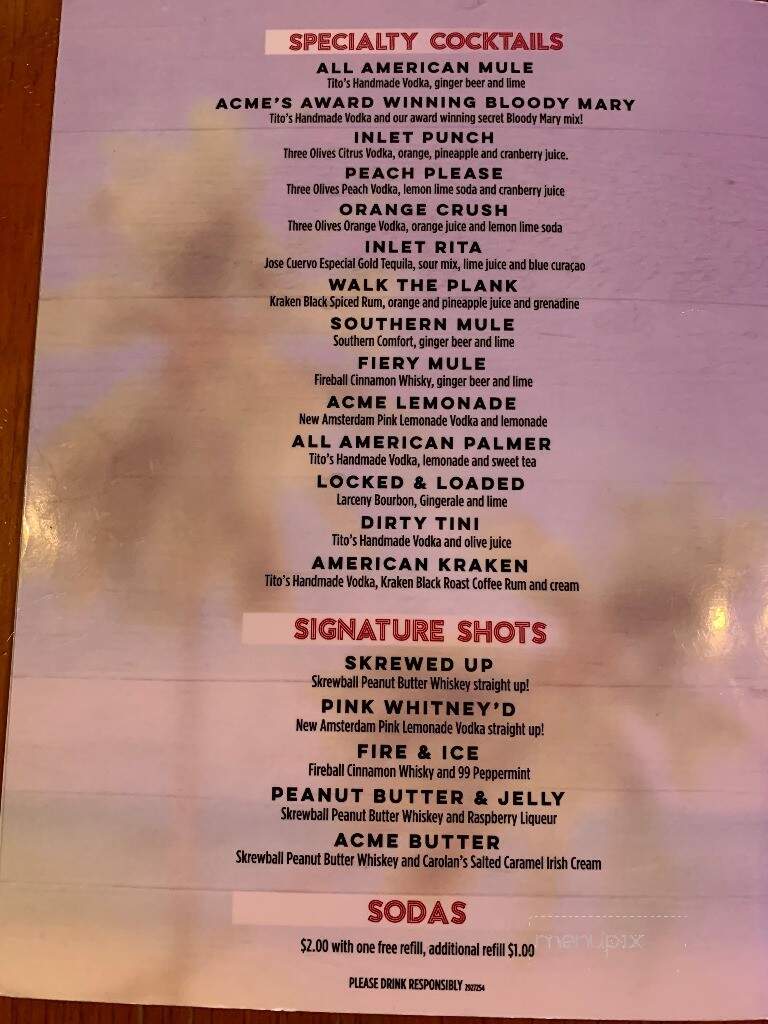 SPECIALTY COCKTAILS
ALL AMERICAN MULE
Tito's Handmade Vodka, ginger beer and lime
ACME'S AWARD WINNING BLOODY MARY
Tito's Handmade Vodka and our award winning secret Bloody Mary mix!
INLET PUNCH
Three Olives Citrus Vodka, orange, pineapple and cranberry juice.
PEACH PLEASE
Three Olives Peach Vodka, lemon lime soda and cranberry juice
ORANGE CRUSH
Three Olives Orange Vodka, orange juice and lemon lime soda
INLET RITA
Jose Cuervo Especial Gold Tequila, sour mix, lime juice and blue curaçao
WALK THE PLANK
Kraken Black Spiced Rum, orange and pineapple juice and grenadine
SOUTHERN MULE
Southern Comfort, ginger beer and lime
FIERY MULE
Fireball Cinnamon Whisky, ginger beer and lime
ACME LEMONADE
New Amsterdam Pink Lemonade Vodka and lemonade
ALL AMERICAN PALMER
Tito's Handmade Vodka, lemonade and sweet tea
LOCKED & LOADED
Larceny Bourbon, Gingerale and lime
DIRTY TINI
Tito's Handmade Vodka and olive juice
AMERICAN KRAKEN
Tito's Handmade Vodka, Kraken Black Roast Coffee Rum and cream
SIGNATURE SHOTS
SKREWED UP
Skrewball Peanut Butter Whiskey straight up!
PINK WHITNEY'D
New Amsterdam Pink Lemonade Vodka straight up!
FIRE & ICE
Fireball Cinnamon Whisky and 99 Peppermint
PEANUT BUTTER & JELLY
Skrewball Peanut Butter Whiskey and Raspberry Liqueur
ACME BUTTER
Skrewball Peanut Butter Whiskey and Carolan's Salted Caramel Irish Cream
SODAS
$2.00 with one free refill, additional refill $1.00
menupix
PLEASE DRINK RESPONSIBLY 2927254